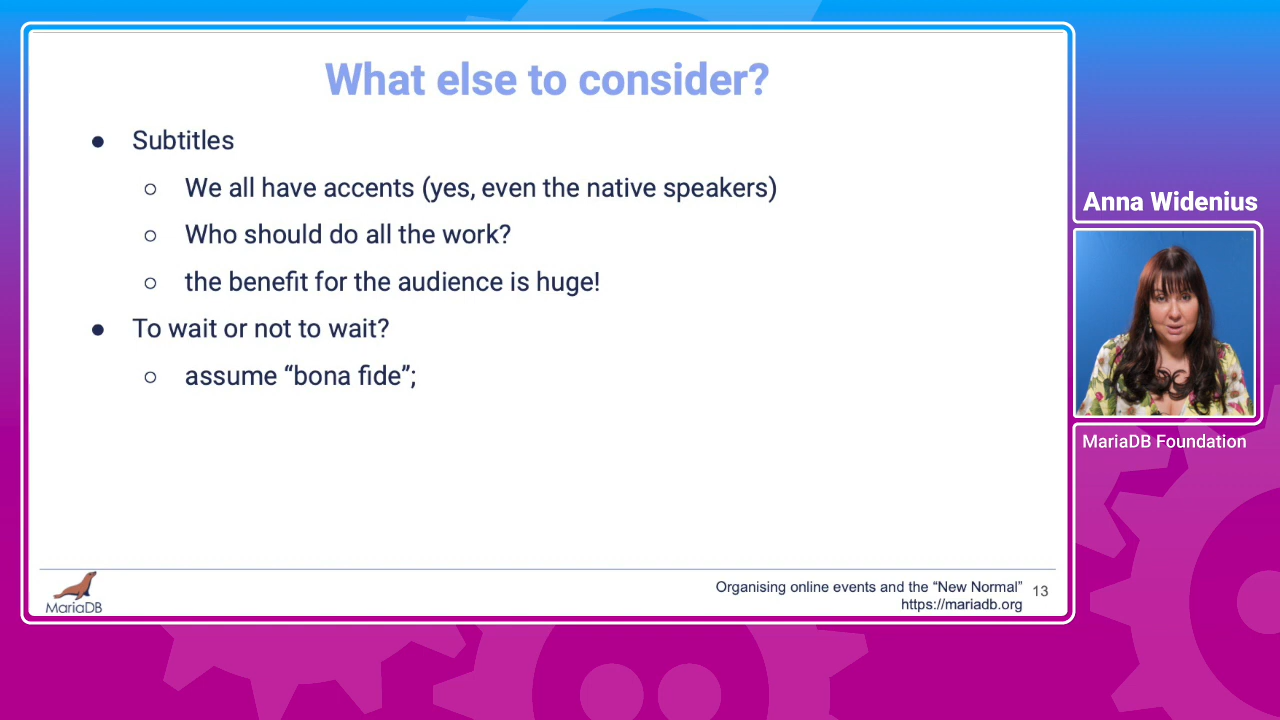 What else to consider?
● Subtitles
○ We all have accents (yes, even the native speakers)
○ Who should do all the work?
○ the benefit for the audience is huge!
● To wait or not to wait?
○ assume “bona fide”;
Anna Widenius
MariaDB Foundation
MariaDB
Organising online events and the “New Normal” 13
https://mariadb.org